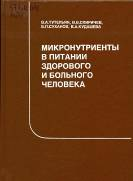 В.А.ТУТЕЛЬЯН, В.Б.СПИРИЧЕВ,
Б.П.СУХАНОВ, В.А.КУДАШЕВА
МИКРОНУТРИЕНТЫ
В ПИТАНИИ
ЗДОРОВОГО
И БОЛЬНОГО
ЧЕЛОВЕКА